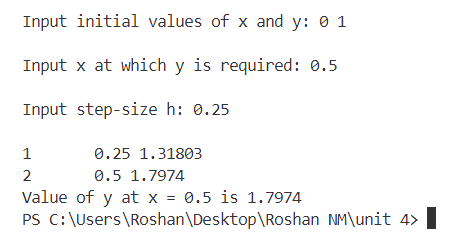 Input initial values of x and y: 0 1
Input x at which y is required: 0.5
Input step-size h: 0.25
1 0.25 1.31803
2 0.5 1.7974
Value of y at x = 0.5 is 1.7974
PS C:\Users\Roshan\Desktop\Roshan NM\unit 4>